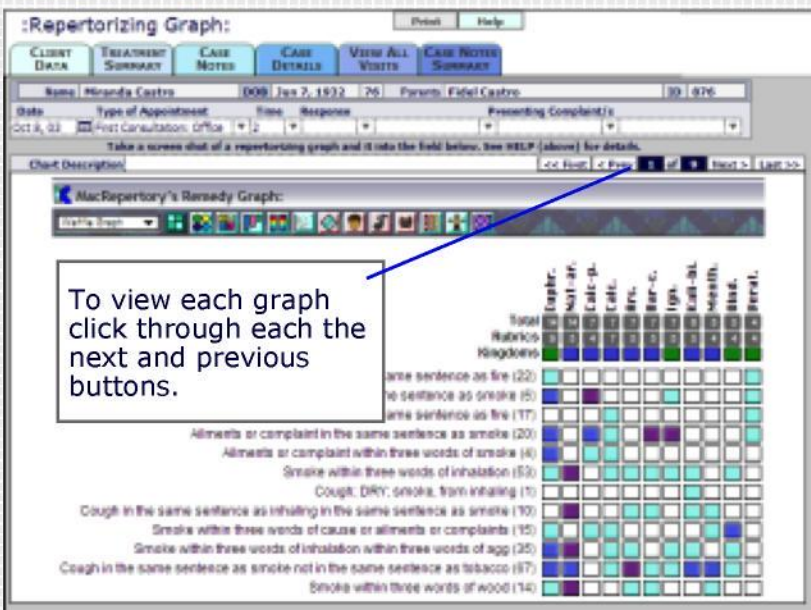 :Repertorizing Graph:
Print Help
CLIENT DATA TREATMENT SUMMARY CASE NOTES CASE DETAILS VIEW ALL VISITS CASE NOTES SUMMARY
Name Miranda Castro DOB Jun 7, 1932 76 Parents Fidel Castro ID 876
Date Type of Appointment Time Response Presenting Complaint/s
Oct 8, 03 First Consultation: Office 2
Take a screen shot of a repertorizing graph and it into the field below. See HELP (above) for details.
Chart Description << First < Prev 1 of 9 Next > Last >>
MacRepertory's Remedy Graph:
Waffle Graph
To view each graph
click through each the
next and previous
buttons.
Euphr. Nat-ar. Calc-p. Calc. Ars. Bar-c. Ign. Kali-bi. Menth.
Total
Rubrics
Kingdoms
ame sentence as fire (22)
ne sentence as smoke (6)
ame sentence as fire (17)
Ailments or complaint in the same sentence as smoke (20)
Ailments or complaint within three words of smoke (4)
Smoke within three words of inhalation (53)
Cough; DRY; smoke, from inhaling (1)
Cough in the same sentence as inhaling in the same sentence as smoke (10)
Smoke within three words of cause or ailments or complaints (15)
Smoke within three words of inhalation within three words of agg (35)
Cough in the same sentence as smoke not in the same sentence as tobacco (67)
Smoke within three words of wood (14)